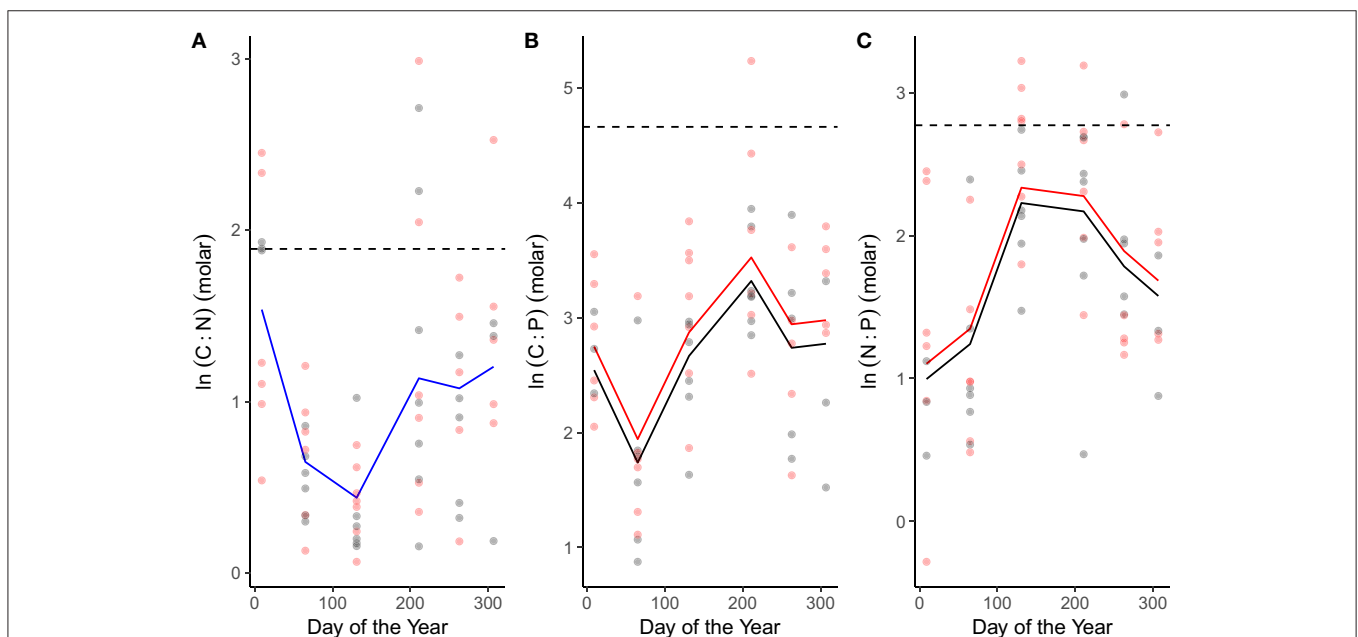 A
B
C
ln (C : N) (molar)
3
2
1
0
0
100
200
300
Day of the Year
ln (C : P) (molar)
5
4
3
2
1
0
100
200
300
Day of the Year
ln (N : P) (molar)
3
2
1
0
0
100
200
300
Day of the Year